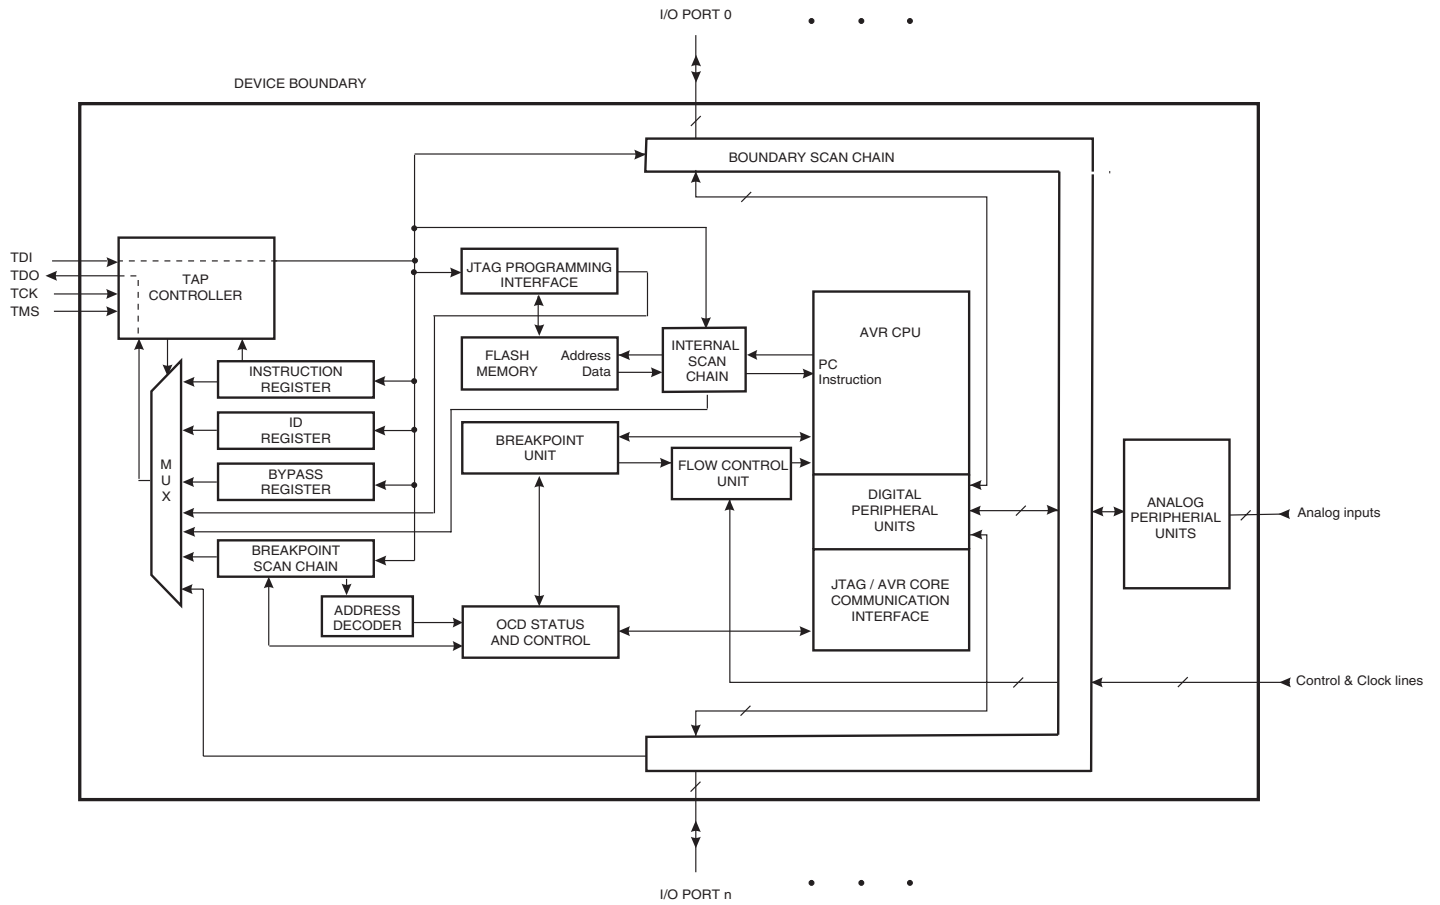 I/O PORT 0
DEVICE BOUNDARY
BOUNDARY SCAN CHAIN
TDI
TDO
TCK
TMS
TAP
CONTROLLER
JTAG PROGRAMMING
INTERFACE
AVR CPU
FLASH
MEMORY
Address
Data
INTERNAL
SCAN
CHAIN
PC
Instruction
INSTRUCTION
REGISTER
ID
REGISTER
M
U
X
BYPASS
REGISTER
BREAKPOINT
UNIT
FLOW CONTROL
UNIT
DIGITAL
PERIPHERAL
UNITS
ANALOG
PERIPHERIAL
UNITS
Analog inputs
BREAKPOINT
SCAN CHAIN
ADDRESS
DECODER
OCD STATUS
AND CONTROL
JTAG / AVR CORE
COMMUNICATION
INTERFACE
Control & Clock lines
I/O PORT n